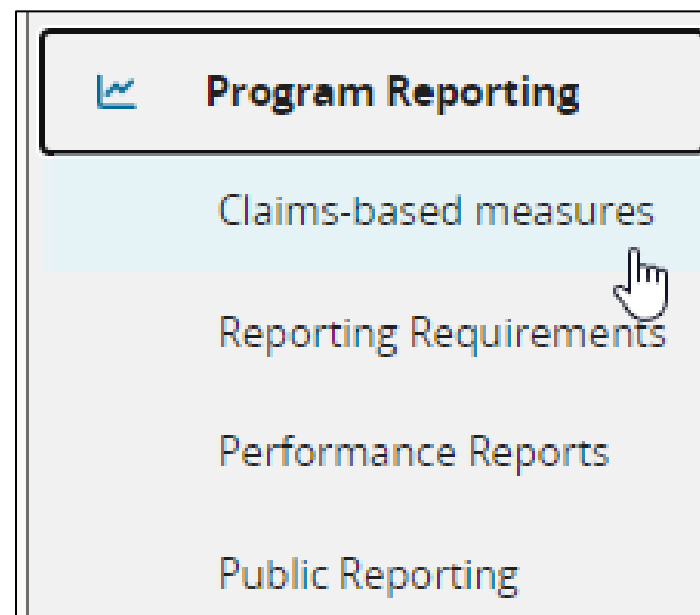 Program Reporting
Claims-based measures
Reporting Requirements
Performance Reports
Public Reporting